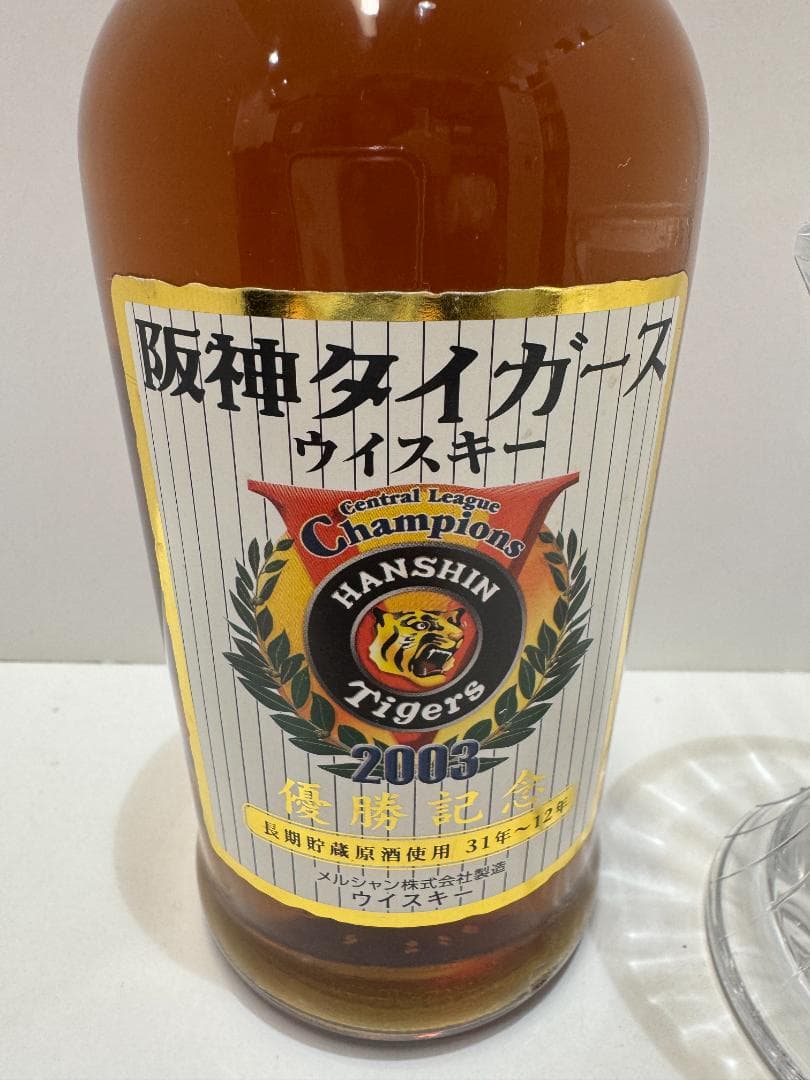 阪神タイガース
ウイスキー
Central League
Champions
HANSHIN
Tigers
2003
優勝記念
長期貯蔵原酒使用 31年〜12年
メルシャン株式会社製造
ウイスキー